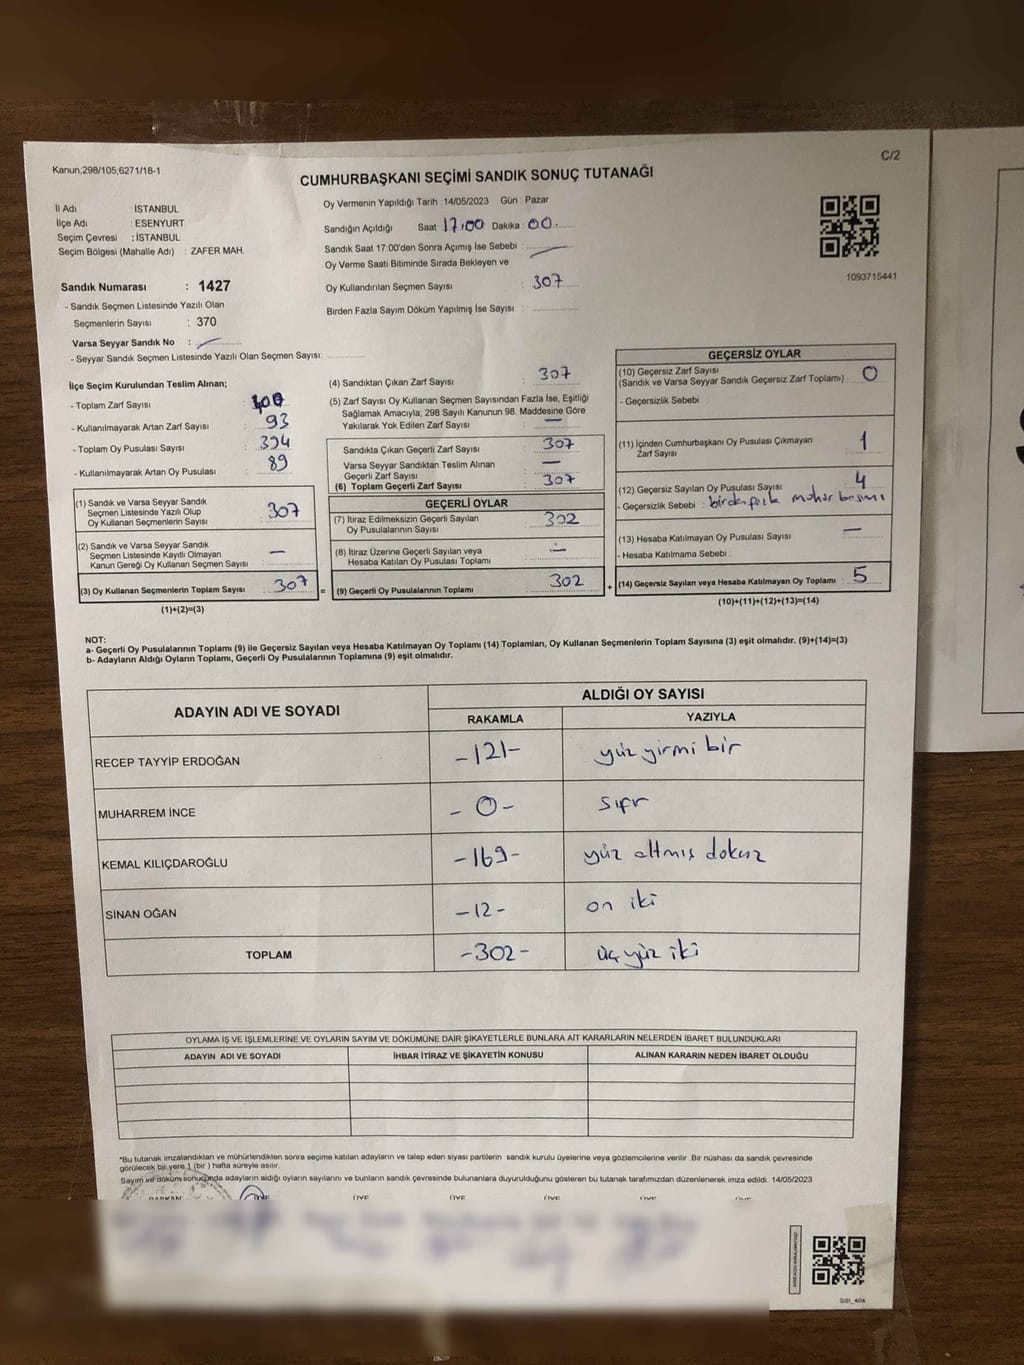 C/2
Kanun;298/105,6271/18-1
CUMHURBAŞKANI SEÇİMİ SANDIK SONUÇ TUTANAĞI
İl Adı : İSTANBUL
İlçe Adı : ESENYURT
Seçim Çevresi : İSTANBUL
Seçim Bölgesi (Mahalle Adı) : ZAFER MAH.
Sandık Numarası : 1427
- Sandık Seçmen Listesinde Yazılı Olan
Seçmenlerin Sayısı : 370
Varsa Seyyar Sandık No :
- Seyyar Sandık Seçmen Listesinde Yazılı Olan Seçmen Sayısı:
Oy Vermenin Yapıldığı Tarih : 14/05/2023 Gün : Pazar
Sandığın Açıldığı Saat 17:00 Dakika : 00.
Sandık Saat 17:00'den Sonra Açımış İse Sebebi :
Oy Verme Saati Bitiminde Sırada Bekleyen ve
Oy Kullandırılan Seçmen Sayısı : 307
Birden Fazla Sayım Döküm Yapılmış İse Sayısı :
1093715441
İlçe Seçim Kurulundan Teslim Alınan;
- Toplam Zarf Sayısı :
- Kullanılmayarak Artan Zarf Sayısı : 93
- Toplam Oy Pusulası Sayısı : 394
- Kullanılmayarak Artan Oy Pusulası : 89
(1) Sandık ve Varsa Seyyar Sandık
Seçmen Listesinde Yazılı Olup
Oy Kullanan Seçmenlerin Sayısı : 307
(2) Sandık ve Varsa Seyyar Sandık
Seçmen Listesinde Kayıtlı Olmayan
Kanun Gereği Oy Kullanan Seçmen Sayısı : —
(3) Oy Kullanan Seçmenlerin Toplam Sayısı : 307
(1)+(2)=(3)
(4) Sandıktan Çıkan Zarf Sayısı : 307
(5) Zarf Sayısı Oy Kullanan Seçmen Sayısından Fazla İse, Eşitliği
Sağlamak Amacıyla; 298 Sayılı Kanunun 98. Maddesine Göre
Yakılarak Yok Edilen Zarf Sayısı : —
Sandıkta Çıkan Geçerli Zarf Sayısı : 307
Varsa Seyyar Sandıktan Teslim Alınan
Geçerli Zarf Sayısı : —
(6) Toplam Geçerli Zarf Sayısı : 307
GEÇERLİ OYLAR
(7) İtiraz Edilmeksizin Geçerli Sayılan
Oy Pusulalarının Sayısı : 302
(8) İtiraz Üzerine Geçerli Sayılan veya
Hesaba Katılan Oy Pusulası Toplamı : —
= (9) Geçerli Oy Pusulalarının Toplamı : 302
GEÇERSİZ OYLAR
(10) Geçersiz Zarf Sayısı
(Sandık ve Varsa Seyyar Sandık Geçersiz Zarf Toplamı) : 0
- Geçersizlik Sebebi :
(11) İçinden Cumhurbaşkanı Oy Pusulası Çıkmayan
Zarf Sayısı : 1
(12) Geçersiz Sayılan Oy Pusulası Sayısı : 4
- Geçersizlik Sebebi : birden fazla mühür basımı
(13) Hesaba Katılmayan Oy Pusulası Sayısı : —
- Hesaba Katılmama Sebebi :
+ (14) Geçersiz Sayılan veya Hesaba Katılmayan Oy Toplamı : 5
(10)+(11)+(12)+(13)=(14)
NOT:
a- Geçerli Oy Pusulalarının Toplamı (9) ile Geçersiz Sayılan veya Hesaba Katılmayan Oy Toplamı (14) Toplamları, Oy Kullanan Seçmenlerin Toplam Sayısına (3) eşit olmalıdır. (9)+(14)=(3)
b- Adayların Aldığı Oyların Toplamı, Geçerli Oy Pusulalarının Toplamına (9) eşit olmalıdır.
ADAYIN ADI VE SOYADI ALDIĞI OY SAYISI
RAKAMLA YAZIYLA
RECEP TAYYİP ERDOĞAN -121- yüz yirmi bir
MUHARREM İNCE -0- sıfır
KEMAL KILIÇDAROĞLU -169- yüz altmış dokuz
SİNAN OĞAN -12- on iki
TOPLAM -302- üç yüz iki
OYLAMA İŞ VE İŞLEMLERİNE VE OYLARIN SAYIM VE DÖKÜMÜNE DAİR ŞİKAYETLERLE BUNLARA AİT KARARLARIN NELERDEN İBARET BULUNDUKLARI
ADAYIN ADI VE SOYADI İHBAR İTİRAZ VE ŞİKAYETİN KONUSU ALINAN KARARIN NEDEN İBARET OLDUĞU
*Bu tutanak imzalandıktan ve mühürlendikten sonra seçime katılan adayların ve talep eden siyasi partilerin sandık kurulu üyelerine veya gözlemcilerine verilir .Bir nüshası da sandık çevresinde
görülecek bir yere 1 (bir ) hafta süreyle asılır.
Sayım ve döküm sonucunda adayların aldığı oyların sayılarını ve bunların sandık çevresinde bulunanlara duyurulduğunu gösteren bu tutanak tarafımızdan düzenlenerek imza edildi. 14/05/2023
BAŞKAN ÜYE ÜYE ÜYE ÜYE ÜYE ÜYE